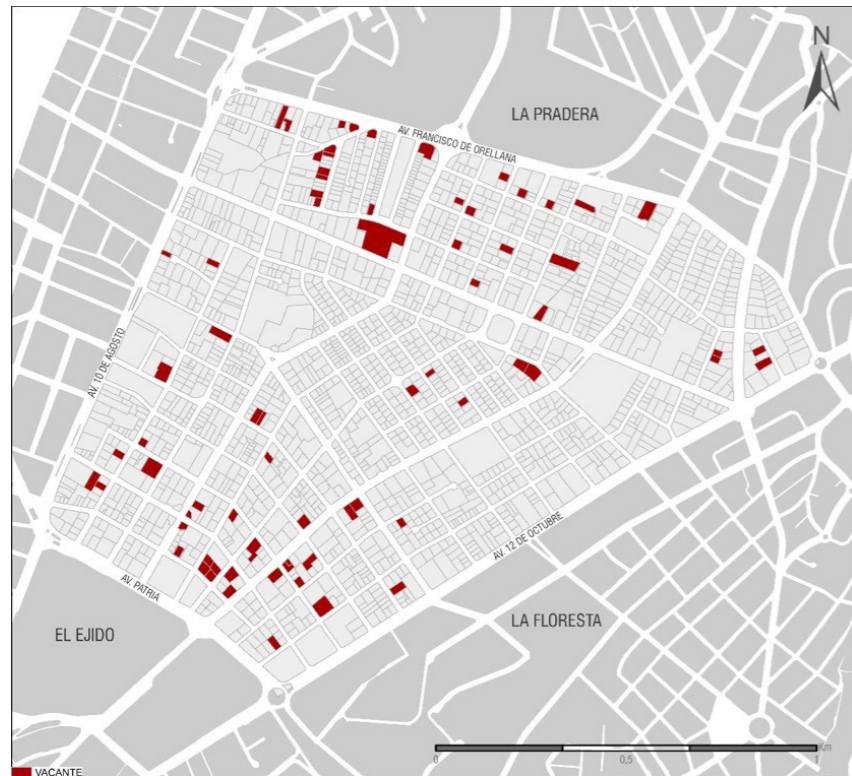 N
LA PRADERA
AV. FRANCISCO DE ORELLANA
AV. 10 DE AGOSTO
AV. 12 DE OCTUBRE
AV. PATRIA
EL EJIDO
LA FLORESTA
Km
0 0,5 1
VACANTE